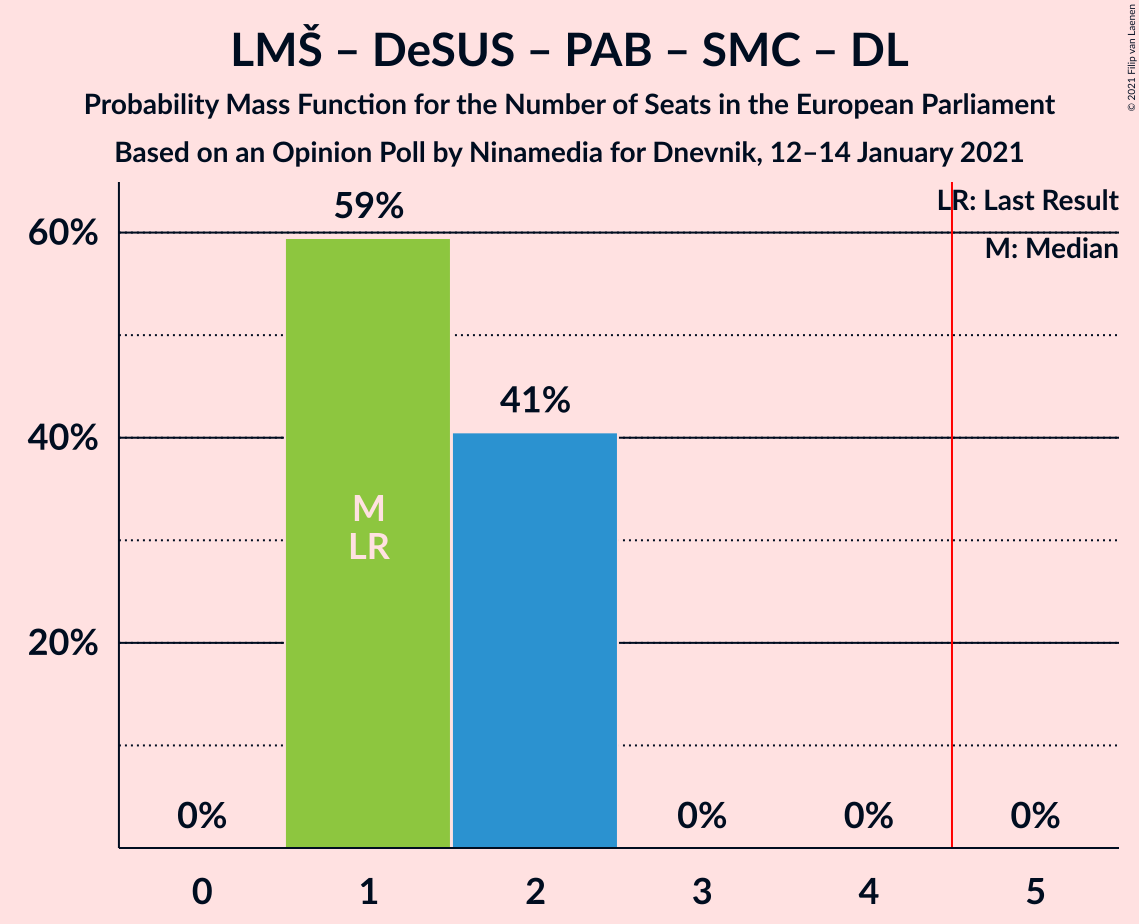 LMŠ – DeSUS – PAB – SMC – DL
Probability Mass Function for the Number of Seats in the European Parliament
Based on an Opinion Poll by Ninamedia for Dnevnik, 12–14 January 2021
© 2021 Filip van Laenen
LR: Last Result
M: Median
60%
40%
20%
59%
41%
M
LR
0%
0%
0%
0%
0 1 2 3 4 5